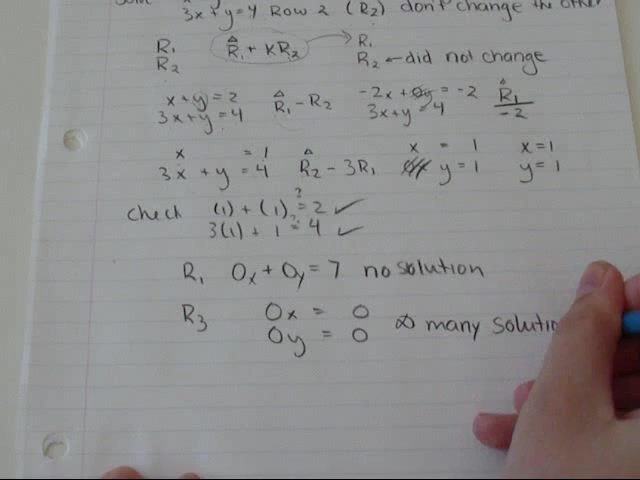 3x + y = 4 Row 2 (R2) don't change the other
R1 R̂1 + KR2 R1
R2 R2 ← did not change
x + y = 2 R̂1 - R2 -2x + 0y = -2 R̂1
3x + y = 4 3x + y = 4 -2
x = 1 x = 1 x = 1
3x + y = 4 R̂2 - 3R1 y = 1 y = 1
check (1) + (1) ?= 2 ✓
3(1) + 1 ?= 4 ✓
R1 0x + 0y = 7 no solution
R3 0x = 0
0y = 0 ∞ many